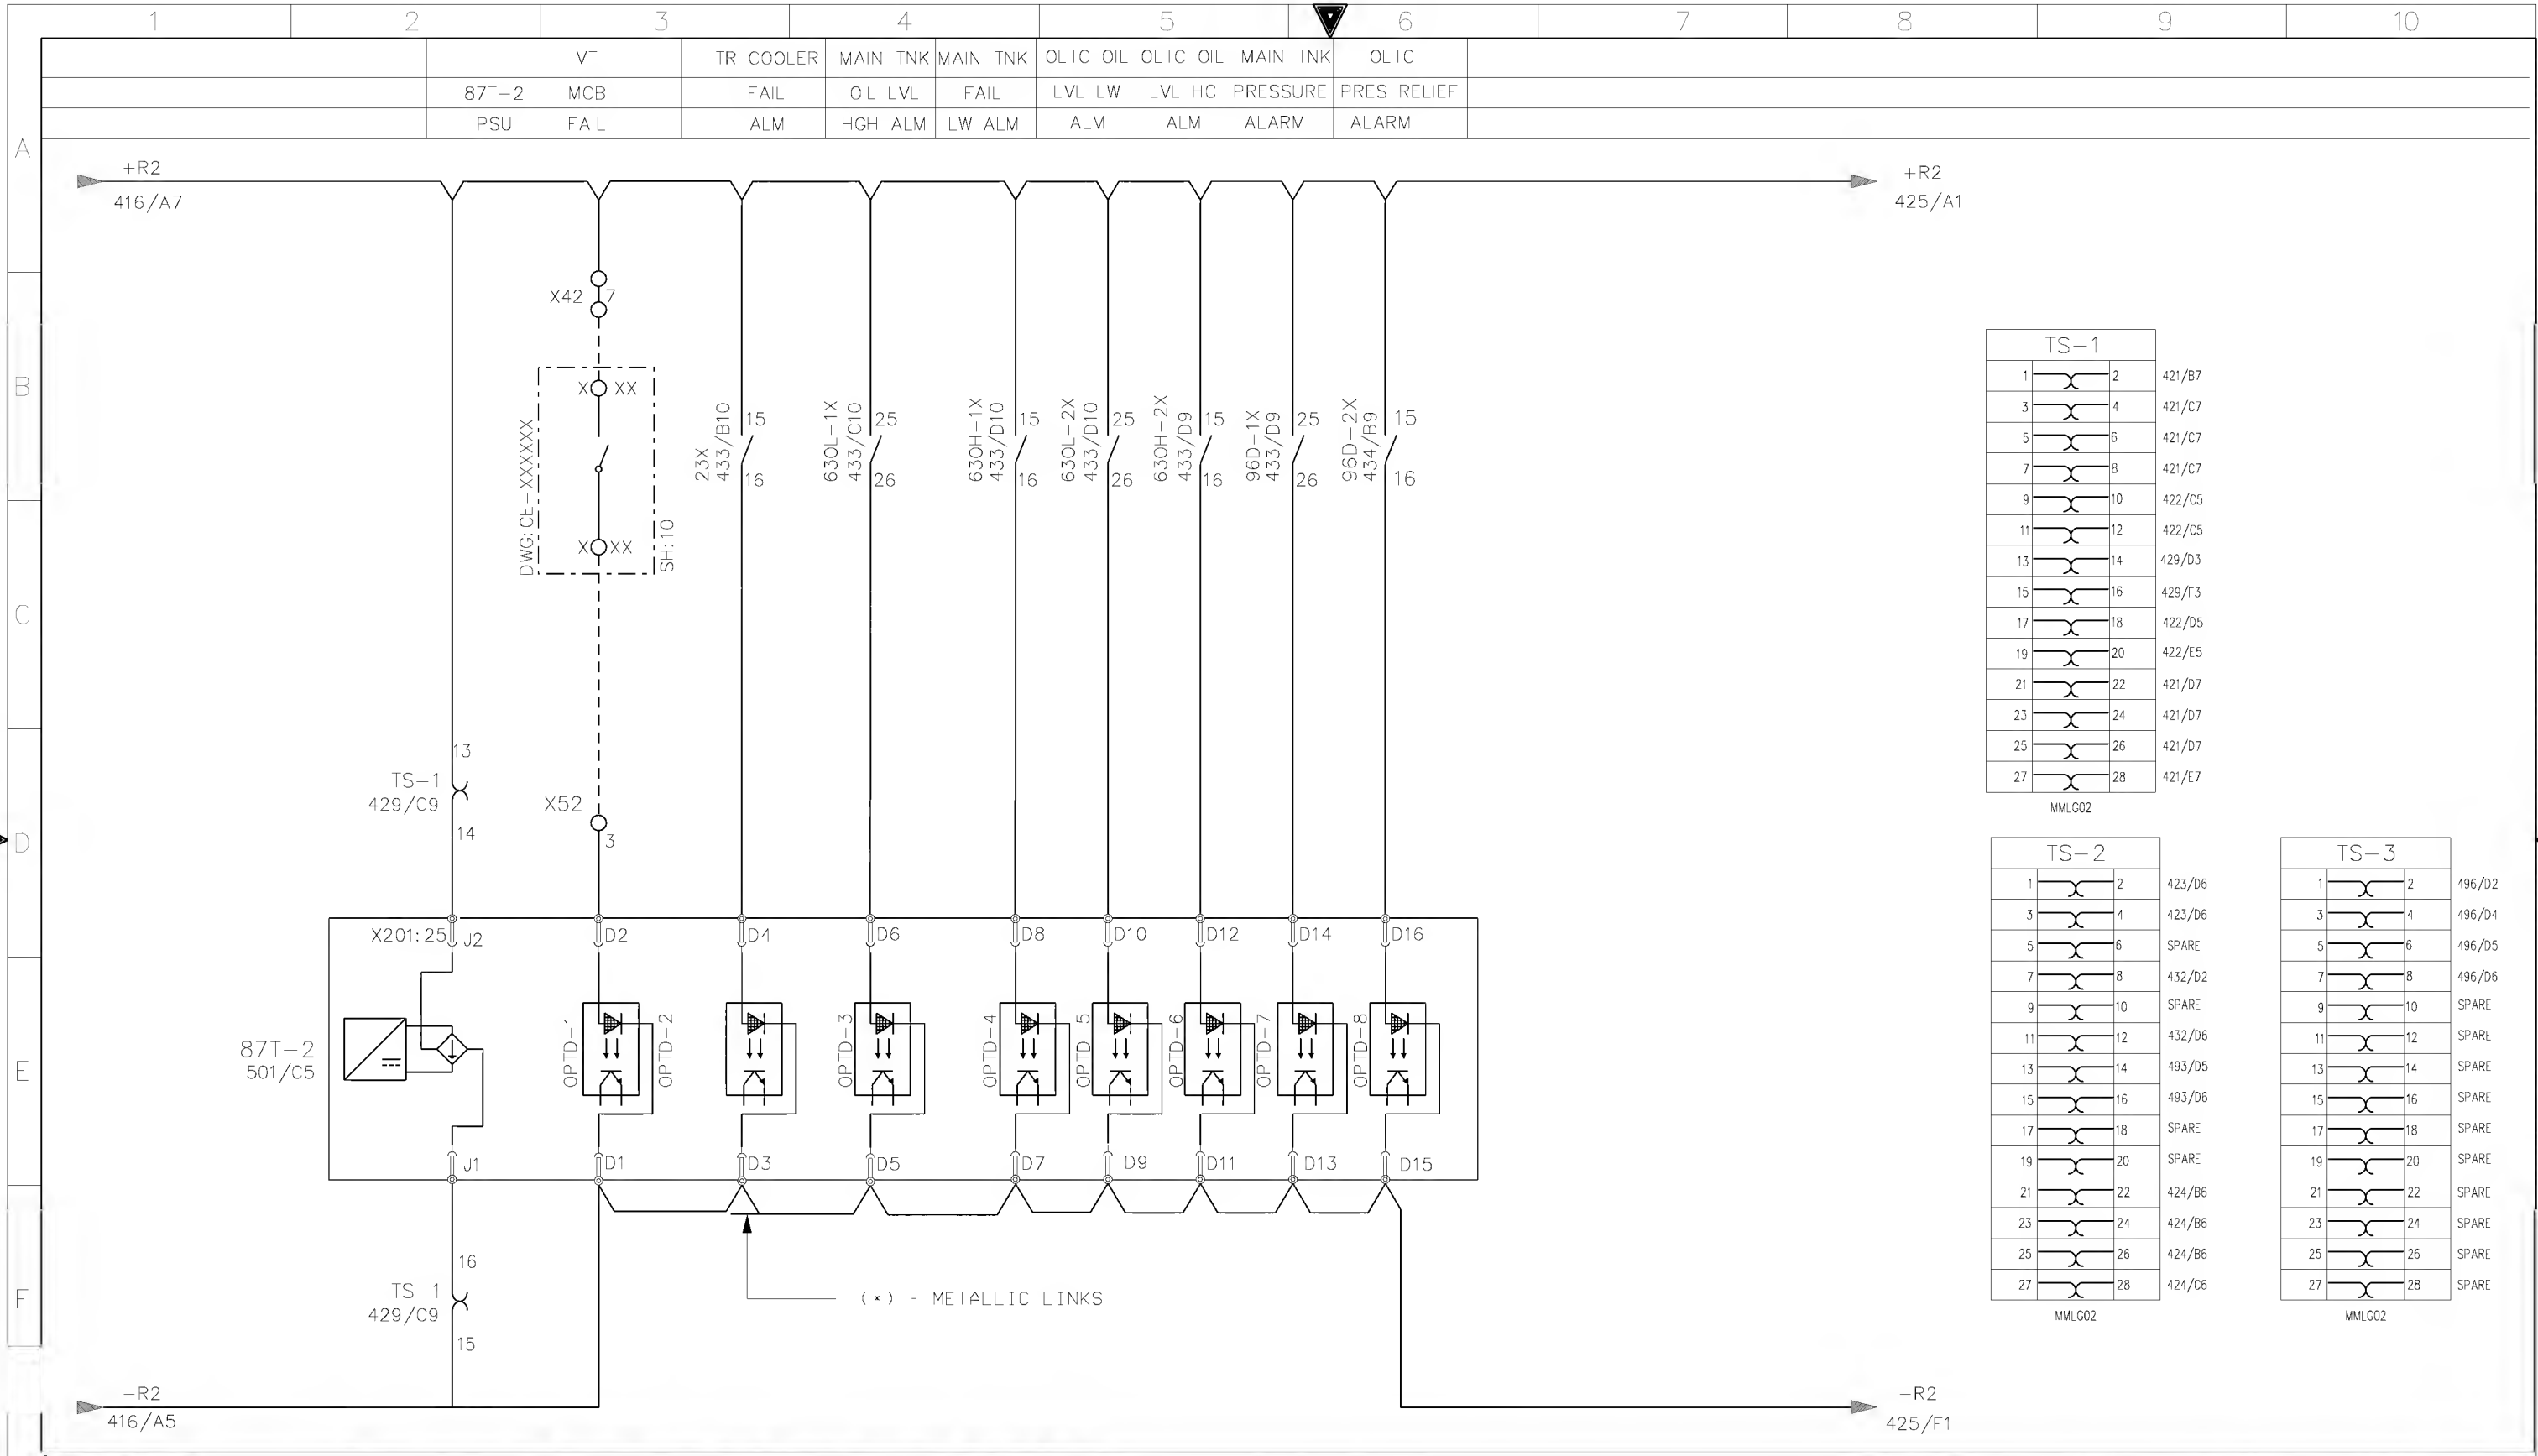 1 2 3 4 5 6 7 8 9 10
VT TR COOLER MAIN TNK MAIN TNK OLTC OIL OLTC OIL MAIN TNK OLTC
87T-2 MCB FAIL OIL LVL FAIL LVL LW LVL HC PRESSURE PRES RELIEF
PSU FAIL ALM HGH ALM LW ALM ALM ALM ALARM ALARM
A
+R2
416/A7
+R2
425/A1
B
X42 7
X XX
DWG:CE-XXXXXX
X XX
SH:10
23X
433/B10
15
16
630L-1X
433/C10
25
26
630H-1X
433/D10
15
16
630L-2X
433/D10
25
26
630H-2X
433/D9
15
16
96D-1X
433/D9
25
26
96D-2X
434/B9
15
16
C
13
TS-1
429/C9
14
X52
3
D
X201:25 J2 D2 D4 D6 D8 D10 D12 D14 D16
87T-2
501/C5
E
OPTD-1
OPTD-2
OPTD-3
OPTD-4
OPTD-5
OPTD-6
OPTD-7
OPTD-8
J1 D1 D3 D5 D7 D9 D11 D13 D15
16
TS-1
429/C9
15
F
(*) - METALLIC LINKS
-R2
416/A5
-R2
425/F1
TS-1
1 2 421/B7
3 4 421/C7
5 6 421/C7
7 8 421/C7
9 10 422/C5
11 12 422/C5
13 14 429/D3
15 16 429/F3
17 18 422/D5
19 20 422/E5
21 22 421/D7
23 24 421/D7
25 26 421/D7
27 28 421/E7
MMLG02
TS-2
1 2 423/D6
3 4 423/D6
5 6 SPARE
7 8 432/D2
9 10 SPARE
11 12 432/D6
13 14 493/D5
15 16 493/D6
17 18 SPARE
19 20 SPARE
21 22 424/B6
23 24 424/B6
25 26 424/B6
27 28 424/C6
MMLG02
TS-3
1 2 496/D2
3 4 496/D4
5 6 496/D5
7 8 496/D6
9 10 SPARE
11 12 SPARE
13 14 SPARE
15 16 SPARE
17 18 SPARE
19 20 SPARE
21 22 SPARE
23 24 SPARE
25 26 SPARE
27 28 SPARE
MMLG02